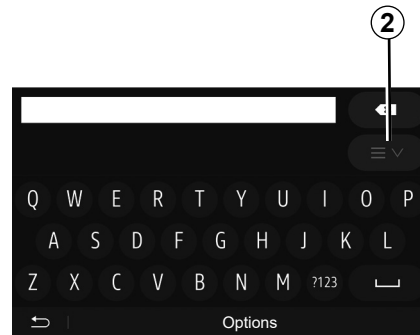 2
Q W E R T Y U I O P
A S D F G H J K L
Z X C V B N M ?123
Options